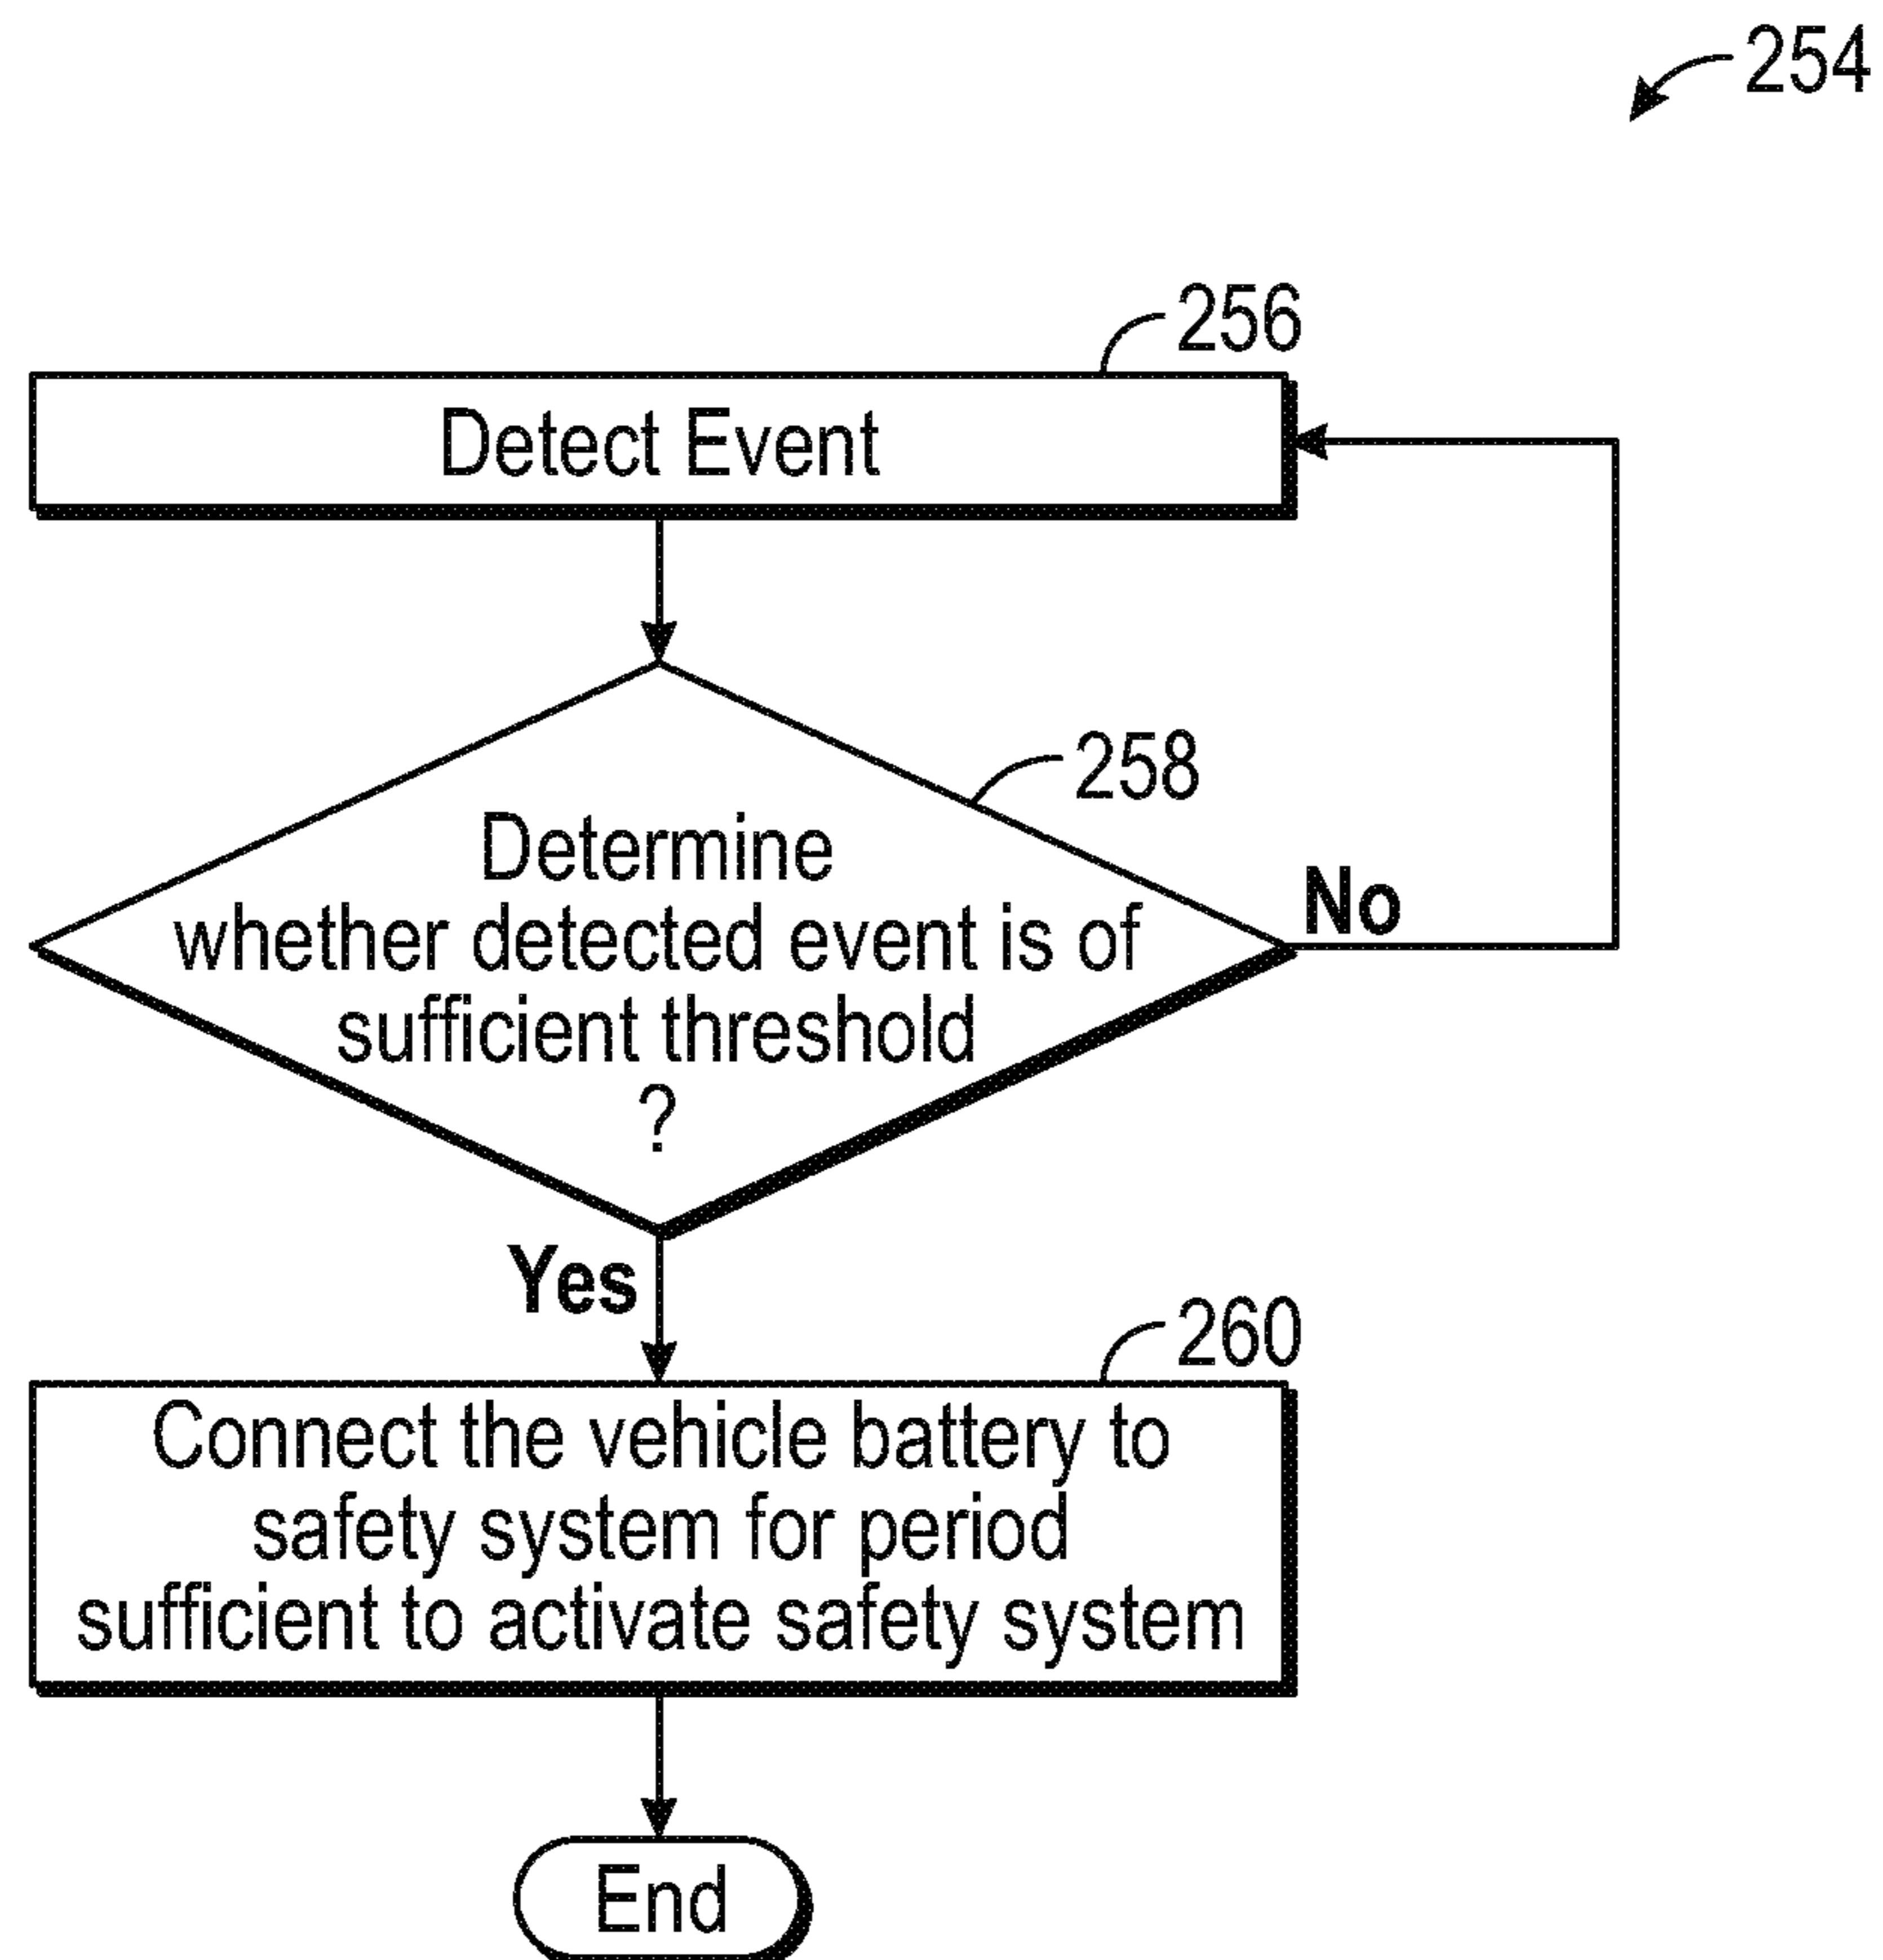 254
256
Detect Event
258
Determine
whether detected event is of
sufficient threshold
?
No
Yes
260
Connect the vehicle battery to
safety system for period
sufficient to activate safety system
End